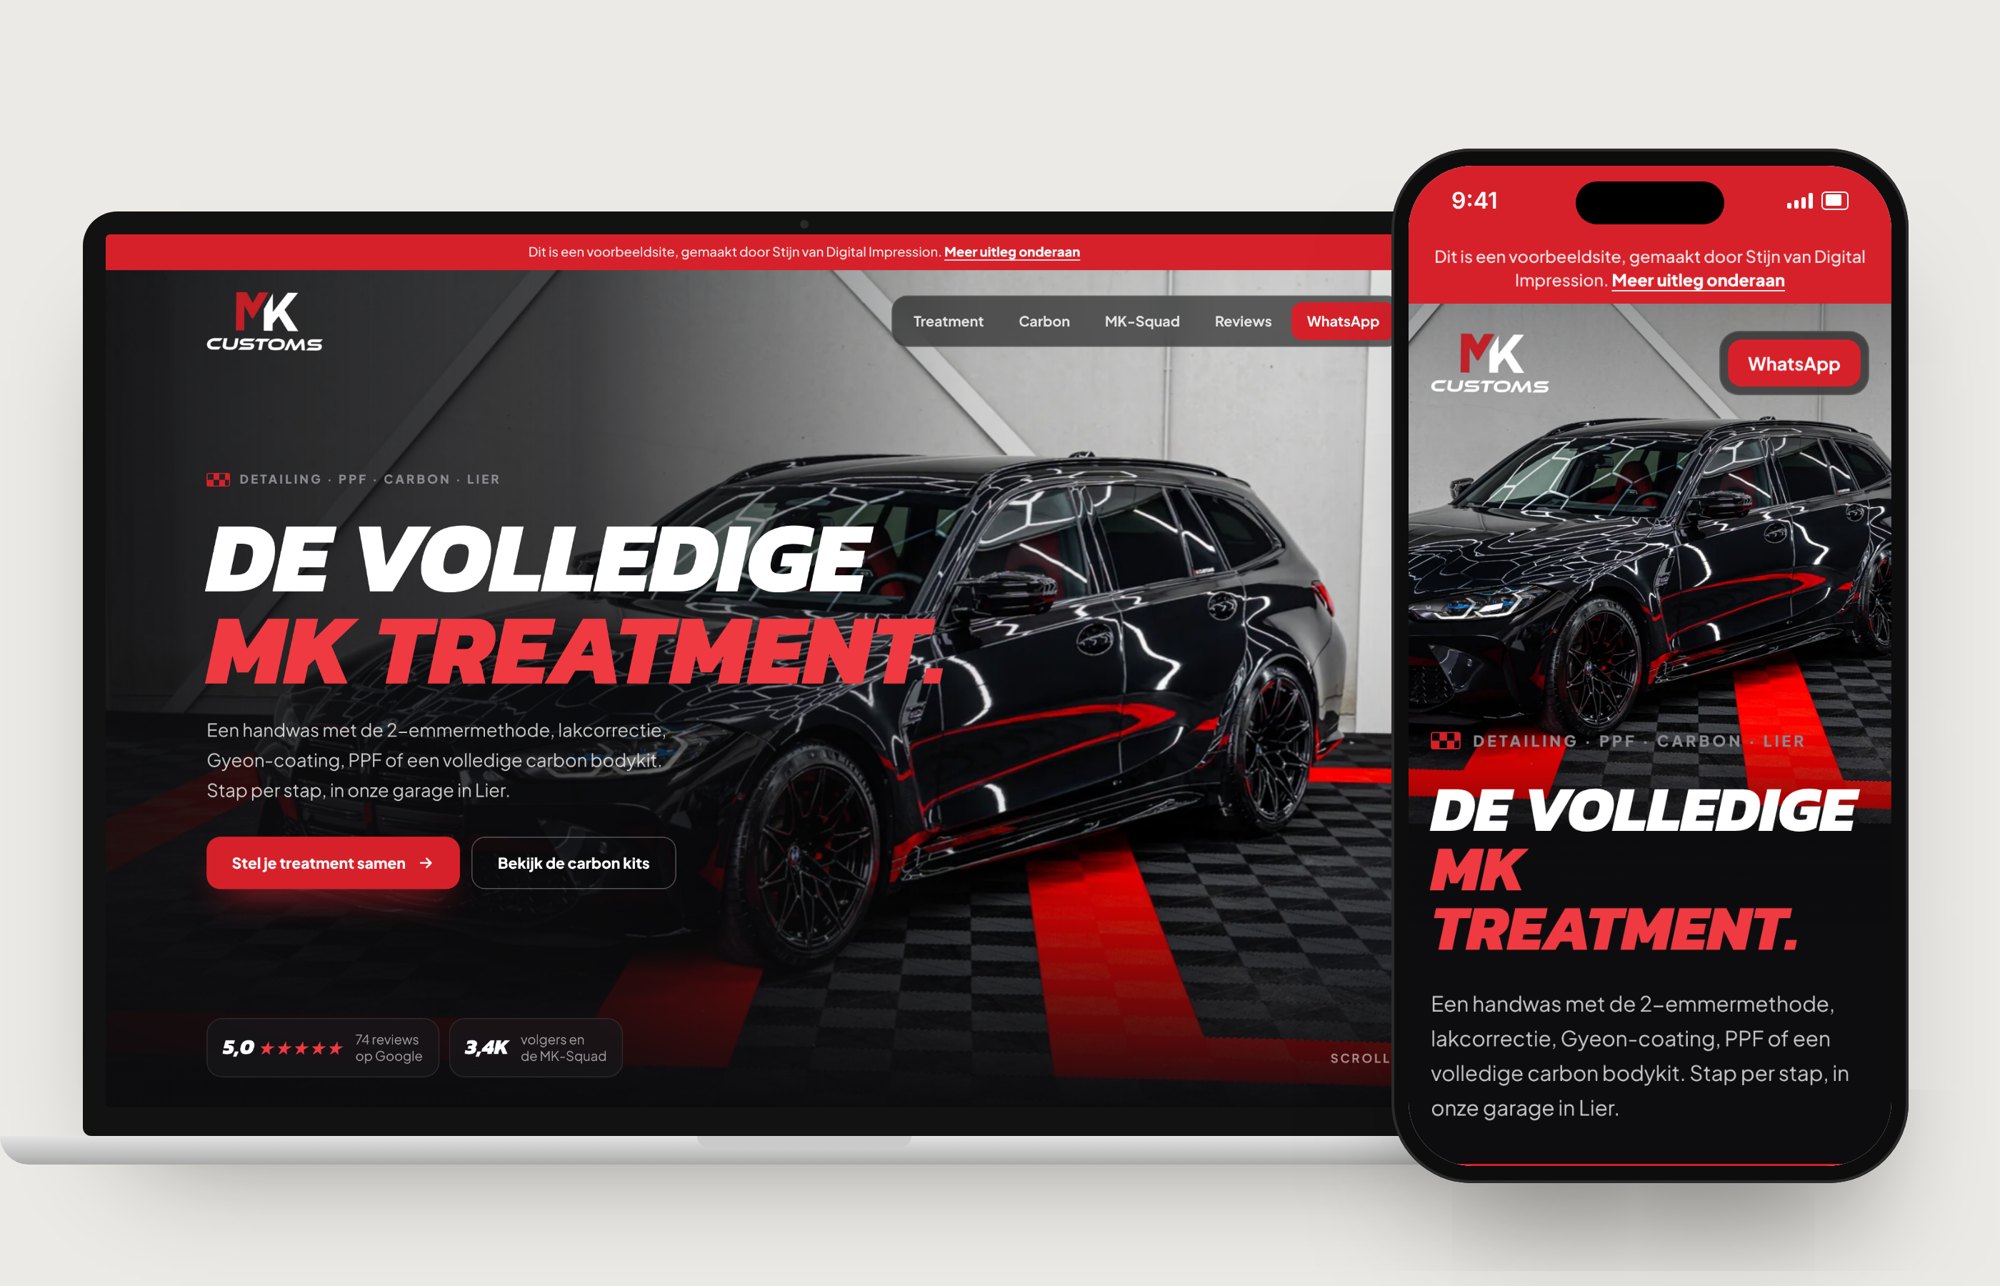 Dit is een voorbeeldsite, gemaakt door Stijn van Digital Impression. Meer uitleg onderaan
MK
CUSTOMS
Treatment
Carbon
MK-Squad
Reviews
WhatsApp
DETAILING · PPF · CARBON · LIER
DE VOLLEDIGE
MK TREATMENT.
Een handwas met de 2-emmermethode, lakcorrectie,
Gyeon-coating, PPF of een volledige carbon bodykit.
Stap per stap, in onze garage in Lier.
Stel je treatment samen →
Bekijk de carbon kits
5,0 ★★★★★
74 reviews
op Google
3,4K
volgers en
de MK-Squad
SCROLL
9:41
Dit is een voorbeeldsite, gemaakt door Stijn van Digital
Impression. Meer uitleg onderaan
MK
CUSTOMS
WhatsApp
DETAILING · PPF · CARBON · LIER
DE VOLLEDIGE
MK
TREATMENT.
Een handwas met de 2-emmermethode,
lakcorrectie, Gyeon-coating, PPF of een
volledige carbon bodykit. Stap per stap, in
onze garage in Lier.